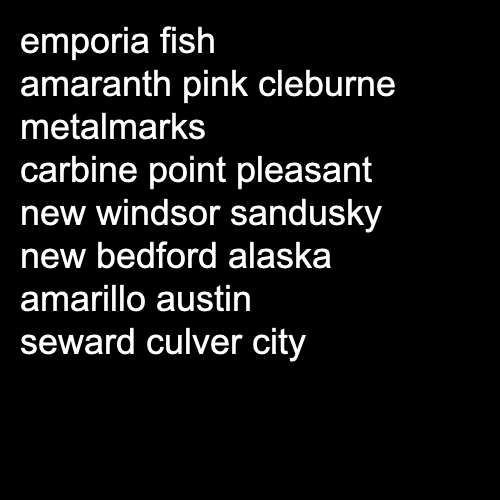 emporia fish
amaranth pink cleburne
metalmarks
carbine point pleasant
new windsor sandusky
new bedford alaska
amarillo austin
seward culver city